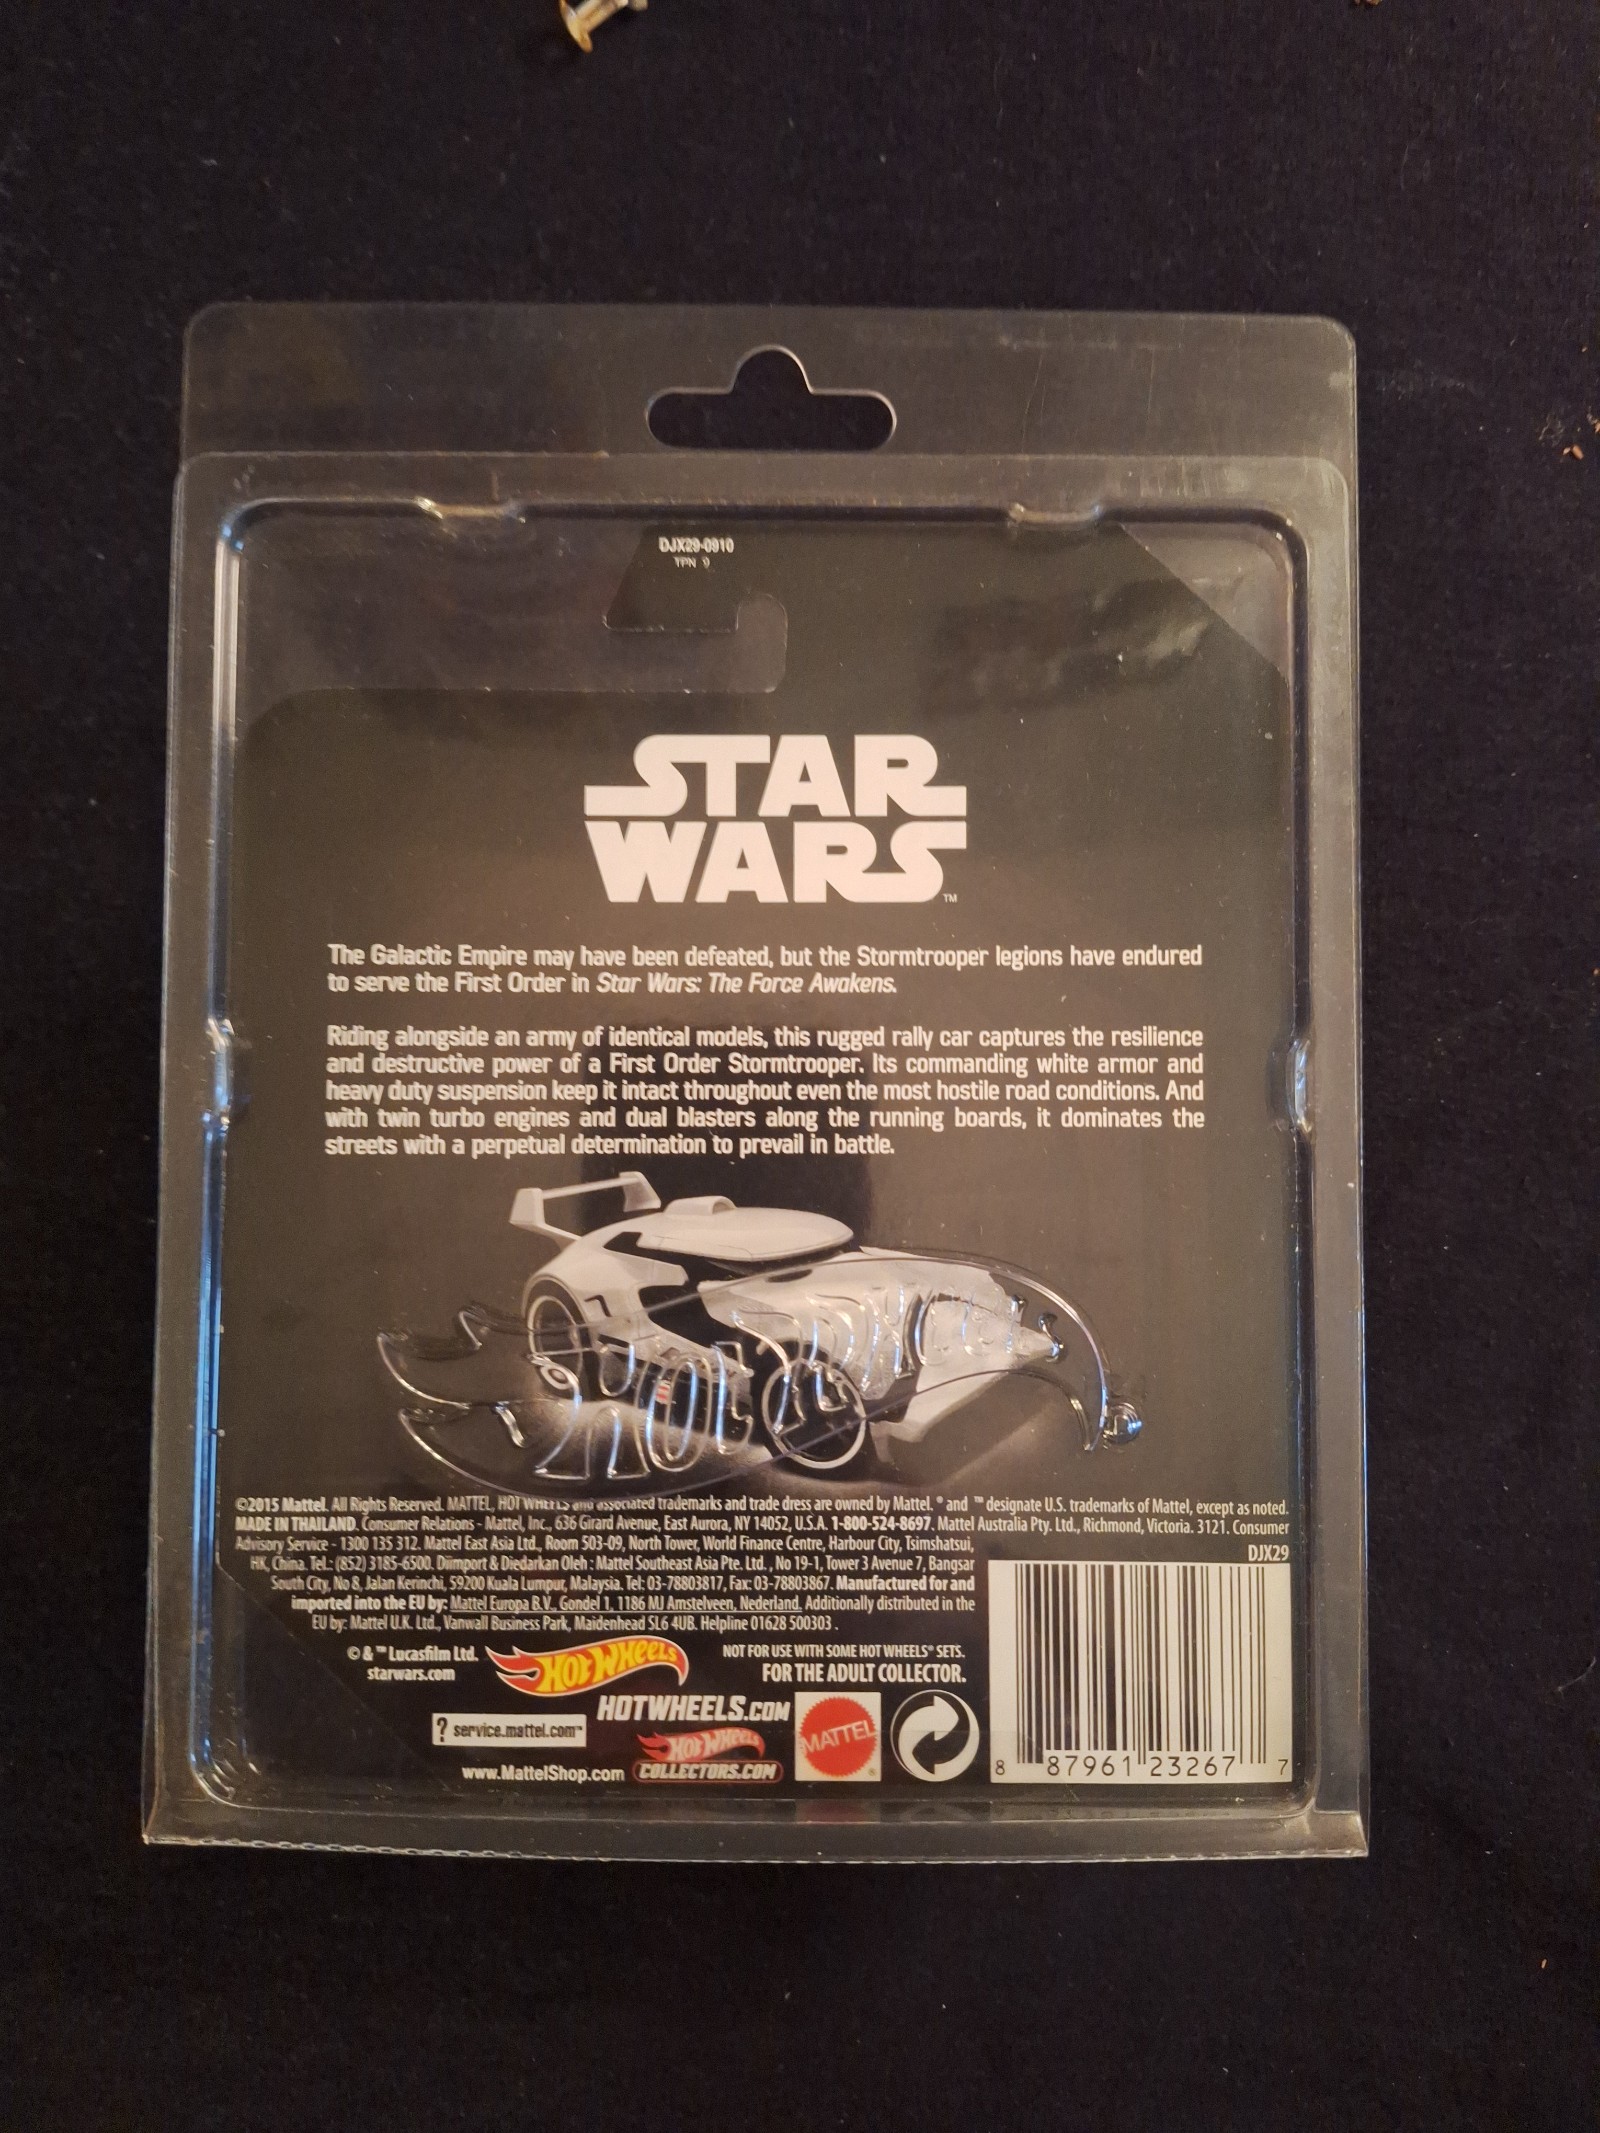 DJX29-0910
STAR
WARS™
The Galactic Empire may have been defeated, but the Stormtrooper legions have endured
to serve the First Order in Star Wars: The Force Awakens.
Riding alongside an army of identical models, this rugged rally car captures the resilience
and destructive power of a First Order Stormtrooper. Its commanding white armor and
heavy duty suspension keep it intact throughout even the most hostile road conditions. And
with twin turbo engines and dual blasters along the running boards, it dominates the
streets with a perpetual determination to prevail in battle.
©2015 Mattel. All Rights Reserved. MATTEL, HOT WHEELS and associated trademarks and trade dress are owned by Mattel. ® and ™ designate U.S. trademarks of Mattel, except as noted.
MADE IN THAILAND. Consumer Relations - Mattel, Inc., 636 Girard Avenue, East Aurora, NY 14052, U.S.A. 1-800-524-8697. Mattel Australia Pty. Ltd., Richmond, Victoria. 3121. Consumer
Advisory Service - 1300 135 312. Mattel East Asia Ltd., Room 503-09, North Tower, World Finance Centre, Harbour City, Tsimshatsui,
HK, China. Tel.: (852) 3185-6500. Diimport & Diedarkan Oleh : Mattel Southeast Asia Pte. Ltd., No 19-1, Tower 3 Avenue 7, Bangsar
South City, No 8, Jalan Kerinchi, 59200 Kuala Lumpur, Malaysia. Tel: 03-78803817, Fax: 03-78803867. Manufactured for and
imported into the EU by: Mattel Europa B.V., Gondel 1, 1186 MJ Amstelveen, Nederland. Additionally distributed in the
EU by: Mattel U.K. Ltd., Vanwall Business Park, Maidenhead SL6 4UB. Helpline 01628 500303 .
DJX29
© & ™ Lucasfilm Ltd.
starwars.com
HOT WHEELS
NOT FOR USE WITH SOME HOT WHEELS® SETS.
FOR THE ADULT COLLECTOR.
HOTWHEELS.COM
? service.mattel.com™
HOT WHEELS
COLLECTORS.COM
www.MattelShop.com
MATTEL®
8 87961 23267 7